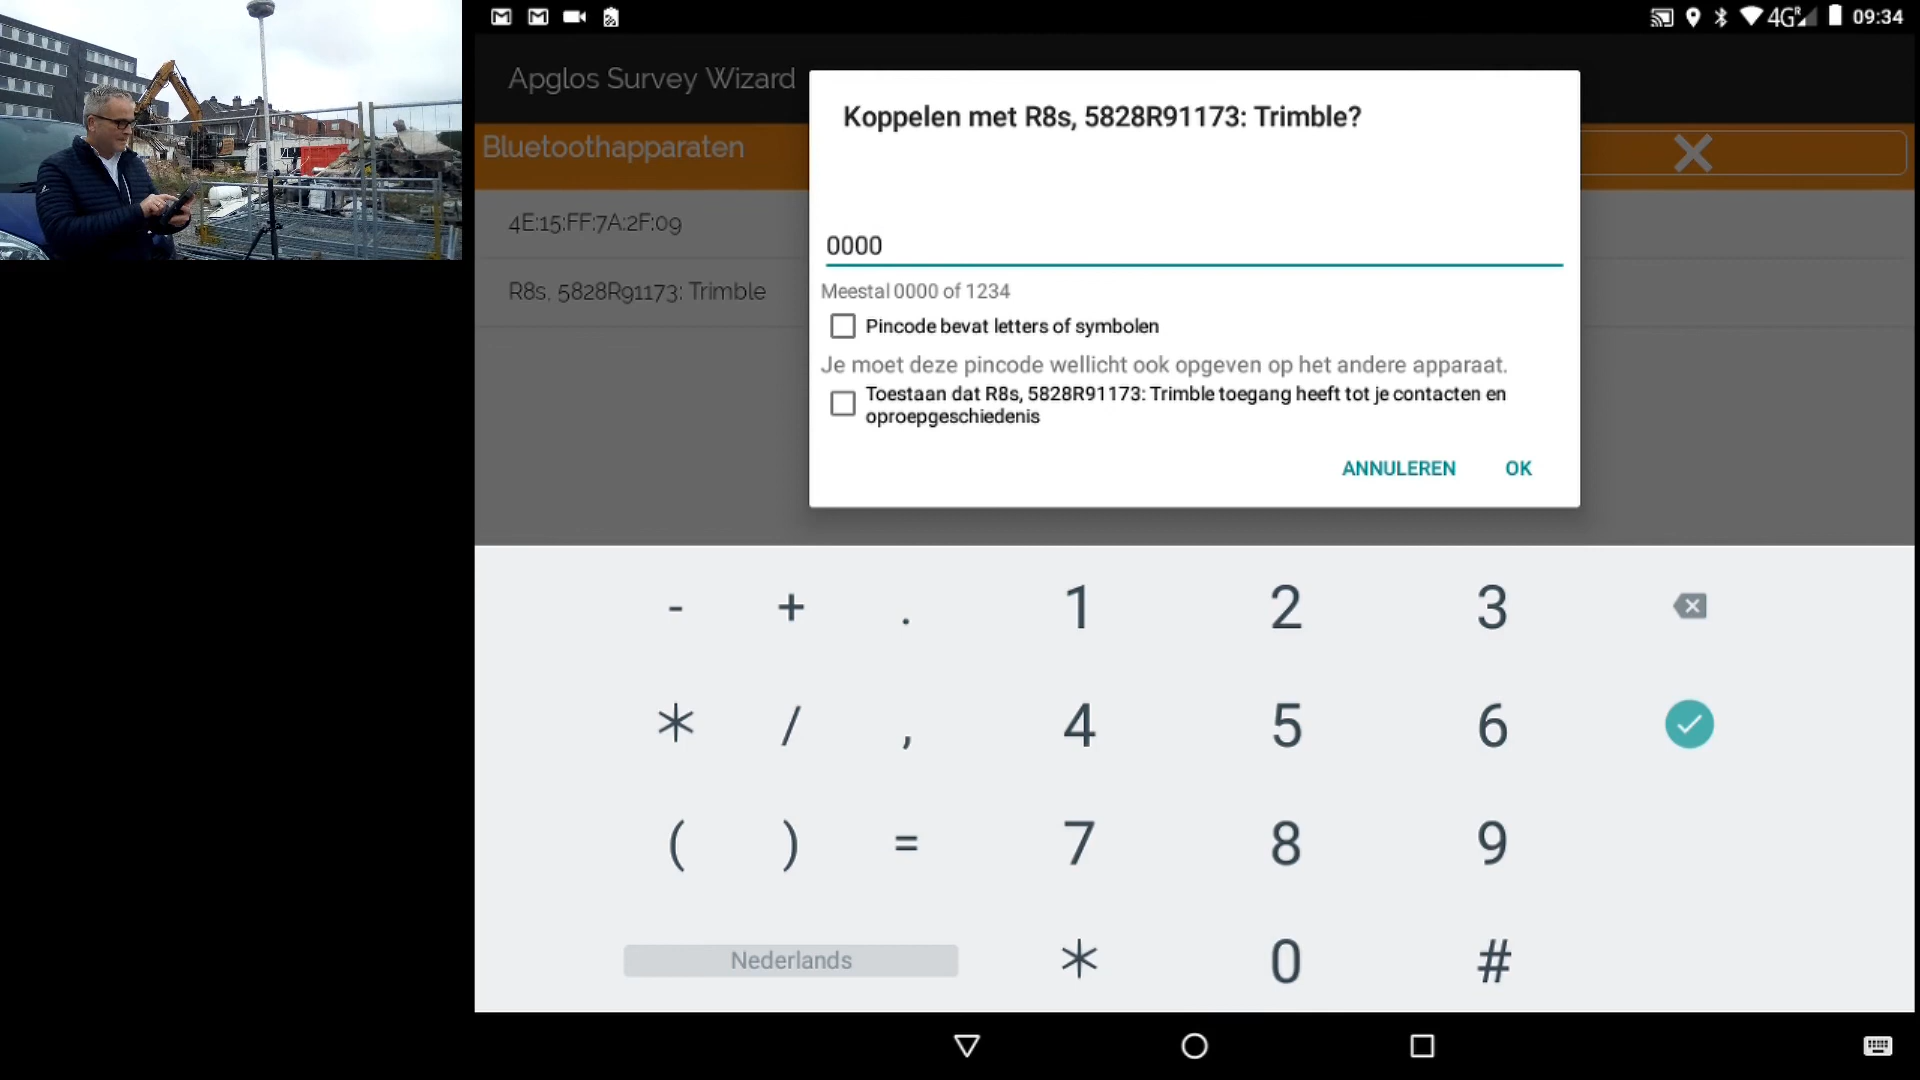 4G R 09:34
Apglos Survey Wizard
Bluetoothapparaten
4E:15:FF:7A:2F:09
R8s, 5828R91173: Trimble
Koppelen met R8s, 5828R91173: Trimble?
0000
Meestal 0000 of 1234
Pincode bevat letters of symbolen
Je moet deze pincode wellicht ook opgeven op het andere apparaat.
Toestaan dat R8s, 5828R91173: Trimble toegang heeft tot je contacten en
oproepgeschiedenis
ANNULEREN OK
- + . 1 2 3
* / , 4 5 6
( ) = 7 8 9
Nederlands * 0 #